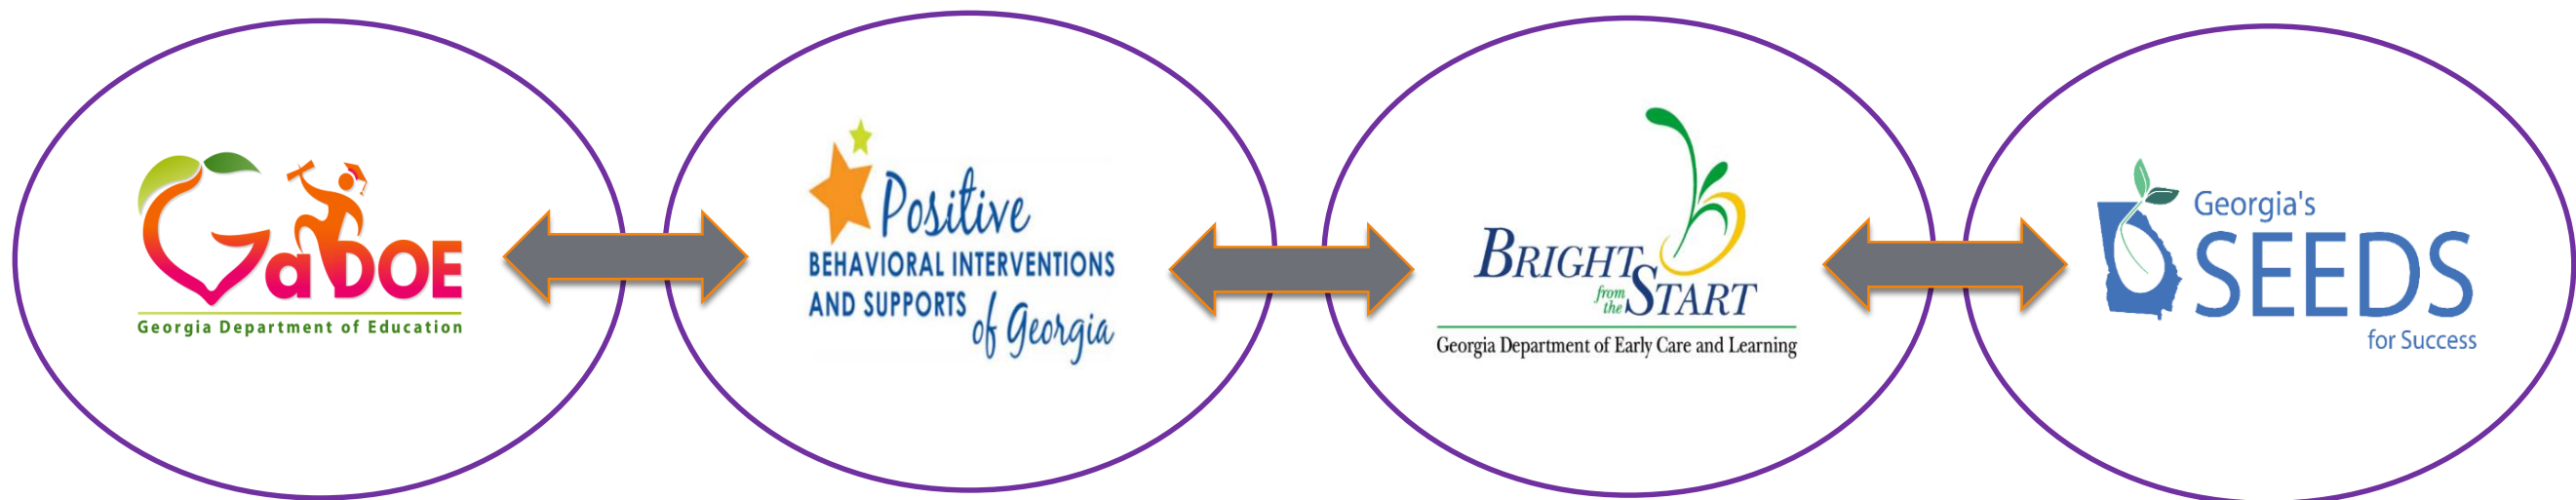 GaDOE
Georgia Department of Education
Positive
BEHAVIORAL INTERVENTIONS
AND SUPPORTS
of Georgia
BRIGHT
from
the START
Georgia Department of Early Care and Learning
Georgia's
SEEDS
for Success